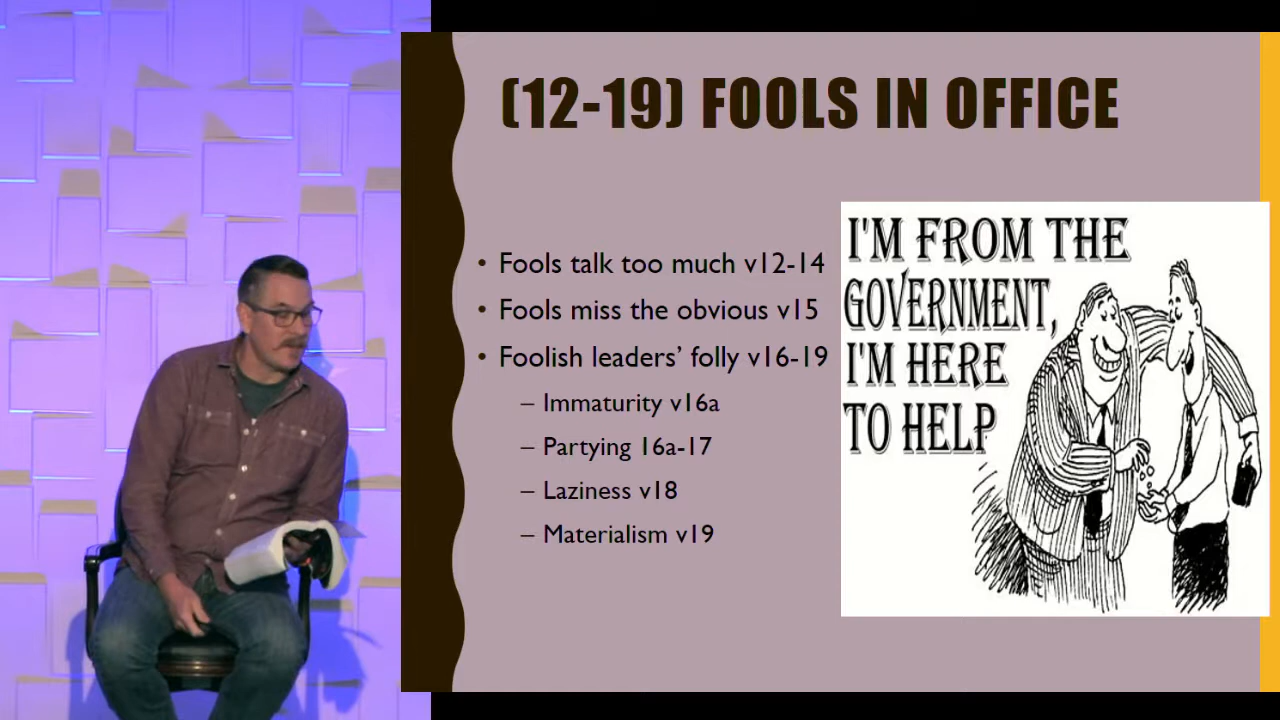 (12-19) FOOLS IN OFFICE
• Fools talk too much v12-14
• Fools miss the obvious v15
• Foolish leaders’ folly v16-19
– Immaturity v16a
– Partying 16a-17
– Laziness v18
– Materialism v19
I'M FROM THE
GOVERNMENT,
I'M HERE
TO HELP